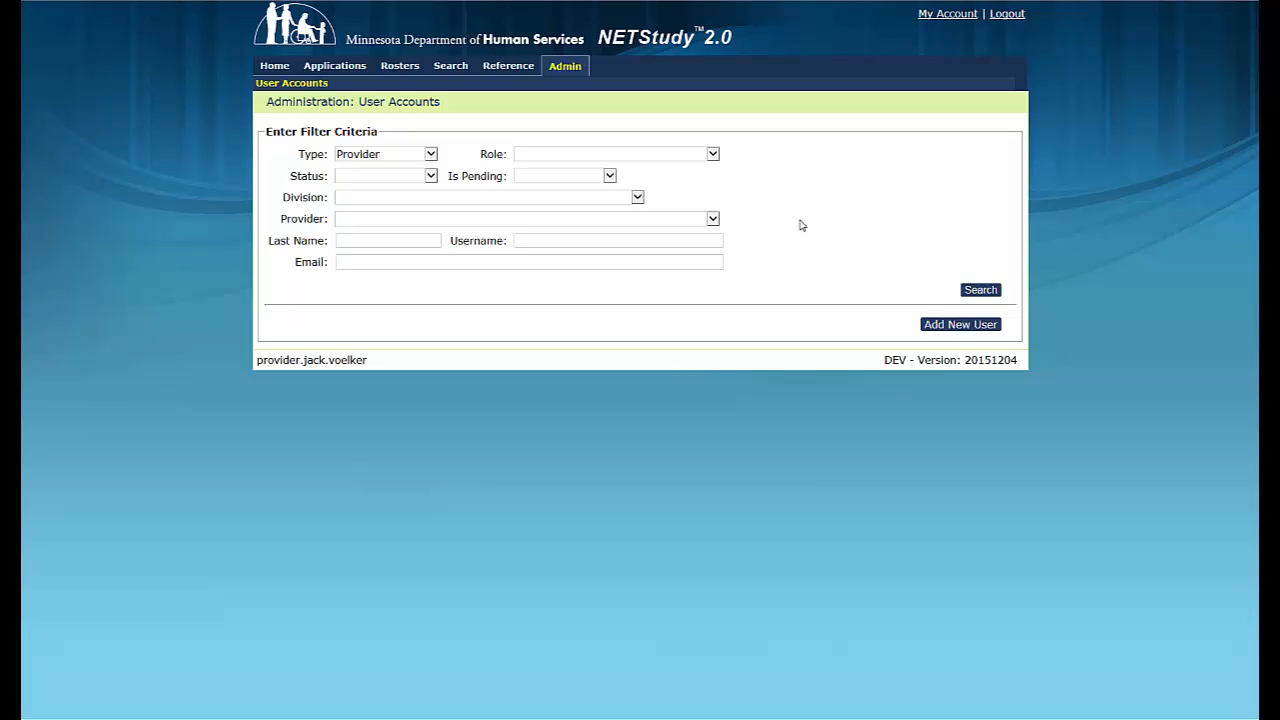 My Account | Logout
Minnesota Department of Human Services NETStudy™2.0
Home Applications Rosters Search Reference Admin
User Accounts
Administration: User Accounts
Enter Filter Criteria
Type: Provider Role:
Status: Is Pending:
Division:
Provider:
Last Name: Username:
Email:
Search
Add New User
provider.jack.voelker DEV - Version: 20151204